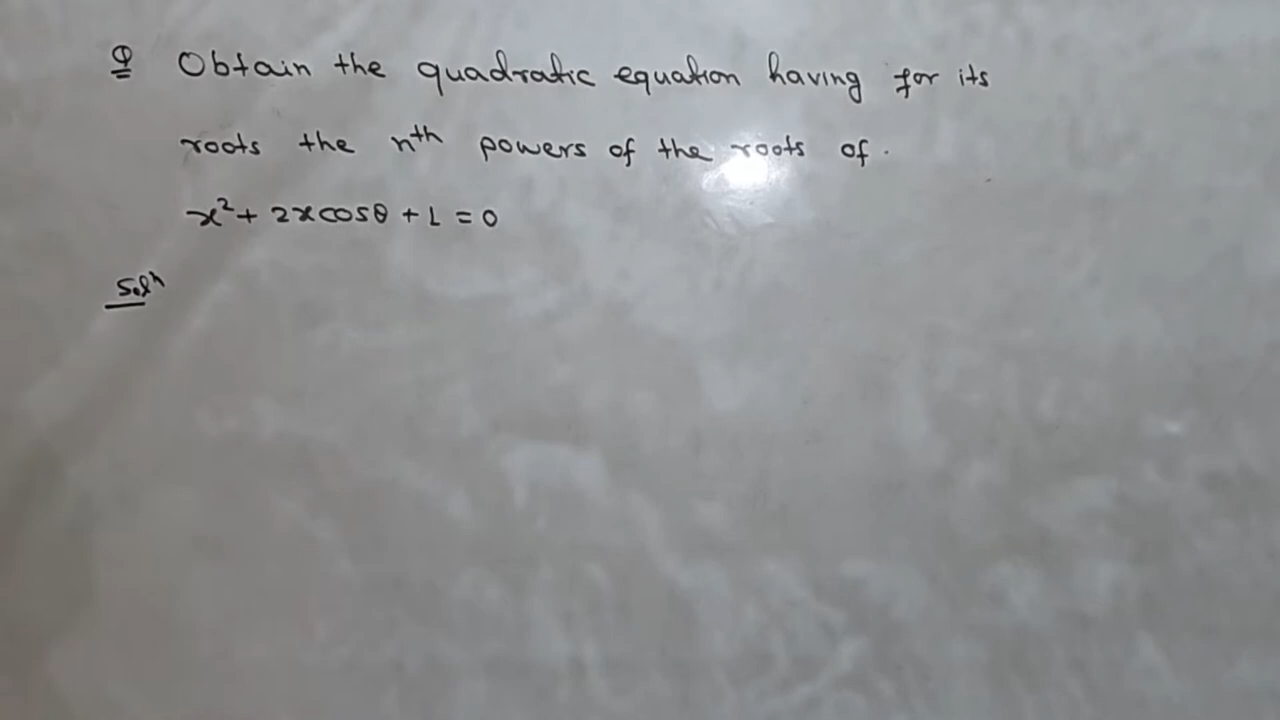 Q Obtain the quadratic equation having for its
roots the nth powers of the roots of.
x² + 2x cosθ + 1 = 0
Solⁿ